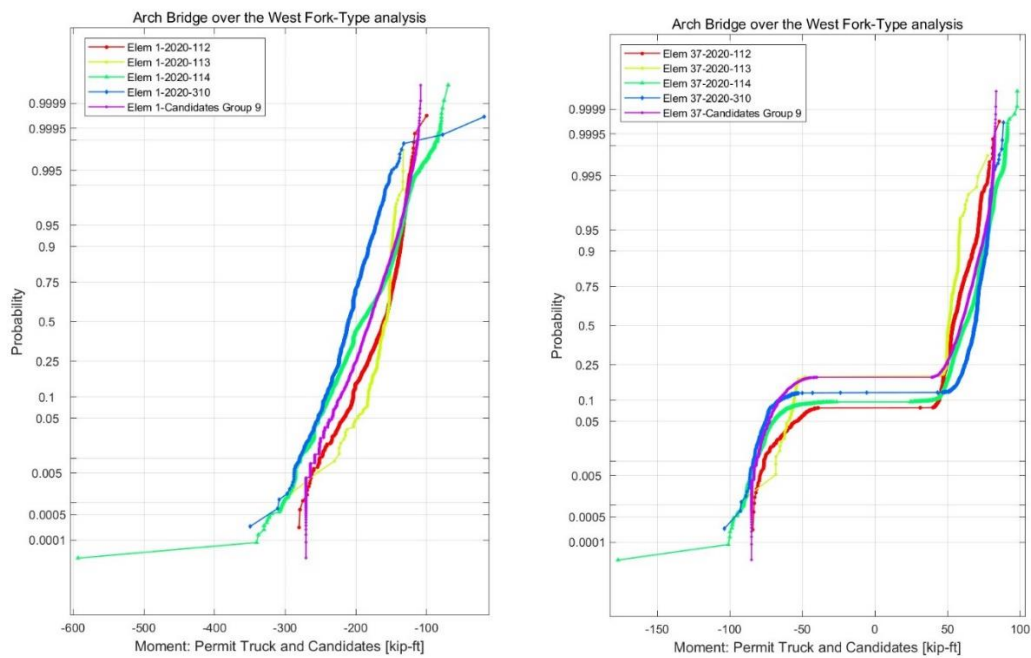 Arch Bridge over the West Fork-Type analysis
Elem 1-2020-112
Elem 1-2020-113
Elem 1-2020-114
Elem 1-2020-310
Elem 1-Candidates Group 9
0.9999
0.9995
0.995
0.95
0.9
0.75
0.5
0.25
0.1
0.05
0.005
0.0005
0.0001
Probability
-600
-500
-400
-300
-200
-100
Moment: Permit Truck and Candidates [kip-ft]
Arch Bridge over the West Fork-Type analysis
Elem 37-2020-112
Elem 37-2020-113
Elem 37-2020-114
Elem 37-2020-310
Elem 37-Candidates Group 9
0.9999
0.9995
0.995
0.95
0.9
0.75
0.5
0.25
0.1
0.05
0.005
0.0005
0.0001
Probability
-150
-100
-50
0
50
100
Moment: Permit Truck and Candidates [kip-ft]